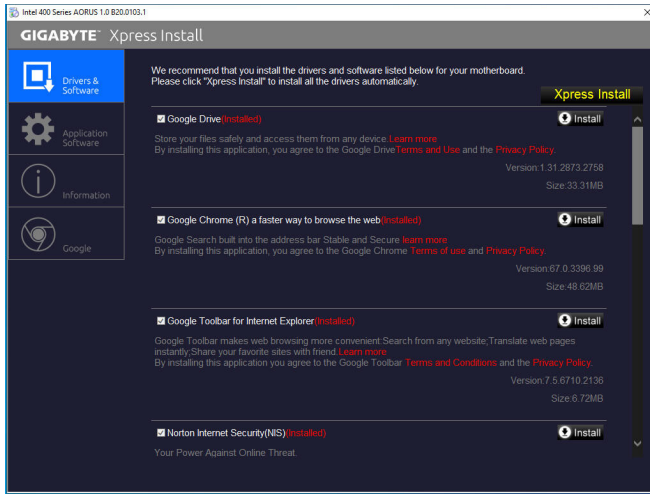 Intel 400 Series AORUS 1.0 B20.0103.1
GIGABYTE™ Xpress Install
Drivers &
Software
Application
Software
Information
Google
We recommend that you install the drivers and software listed below for your motherboard.
Please click "Xpress Install" to install all the drivers automatically.
Xpress Install
Google Drive(Installed)
Install
Store your files safely and access them from any device.Learn more
By installing this application, you agree to the Google DriveTerms and Use and the Privacy Policy.
Version:1.31.2873.2758
Size:33.31MB
Google Chrome (R) a faster way to browse the web(Installed)
Install
Google Search built into the address bar Stable and Secure learn more
By installing this application, you agree to the Google Chrome Terms of use and Privacy Policy.
Version:67.0.3396.99
Size:48.62MB
Google Toolbar for Internet Explorer(Installed)
Install
Google Toolbar makes web browsing more convenient.Search from any website;Translate web pages
instantly;Share your favorite sites with friend.Learn more
By installing this application you agree to the Google Toolbar Terms and Conditions and the Privacy Policy.
Version:7.5.6710.2136
Size:6.72MB
Norton Internet Security(NIS)(Installed)
Install
Your Power Against Online Threat.